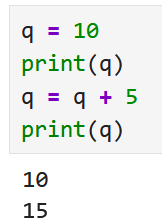 q = 10
print(q)
q = q + 5
print(q)
10
15